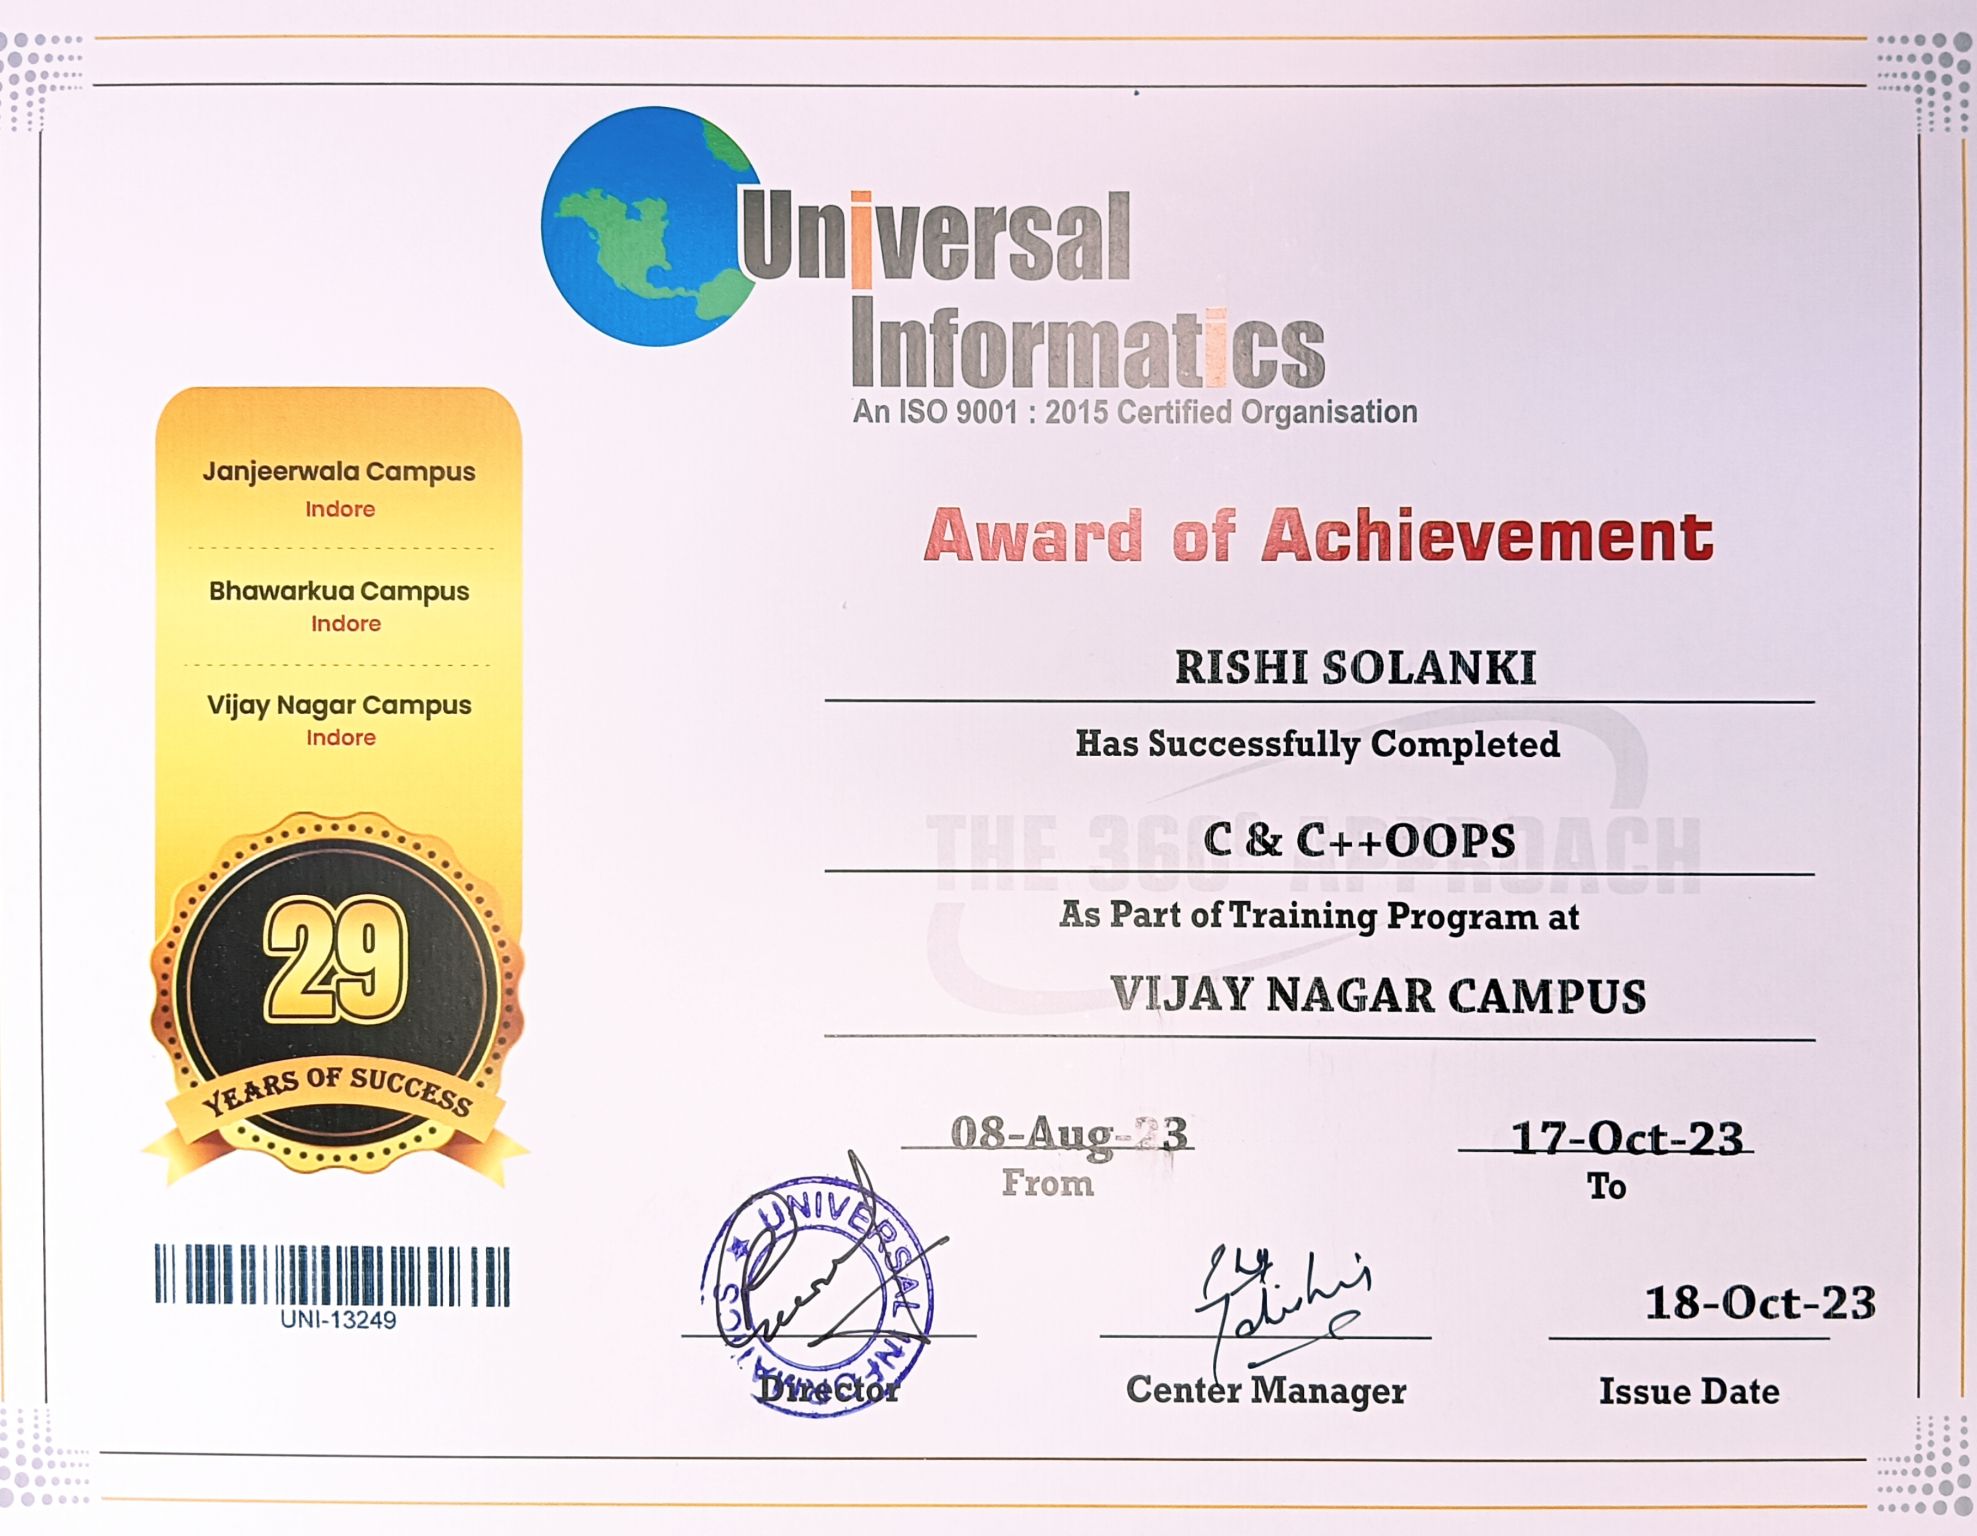 Universal
Informatics
An ISO 9001 : 2015 Certified Organisation
Janjeerwala Campus
Indore
Bhawarkua Campus
Indore
Vijay Nagar Campus
Indore
29
YEARS OF SUCCESS
UNI-13249
Award of Achievement
RISHI SOLANKI
Has Successfully Completed
THE 360° APPROACH
C & C++OOPS
As Part of Training Program at
VIJAY NAGAR CAMPUS
08-Aug-23
From
17-Oct-23
To
UNIVERSAL INFORMATICS
Director
Center Manager
18-Oct-23
Issue Date